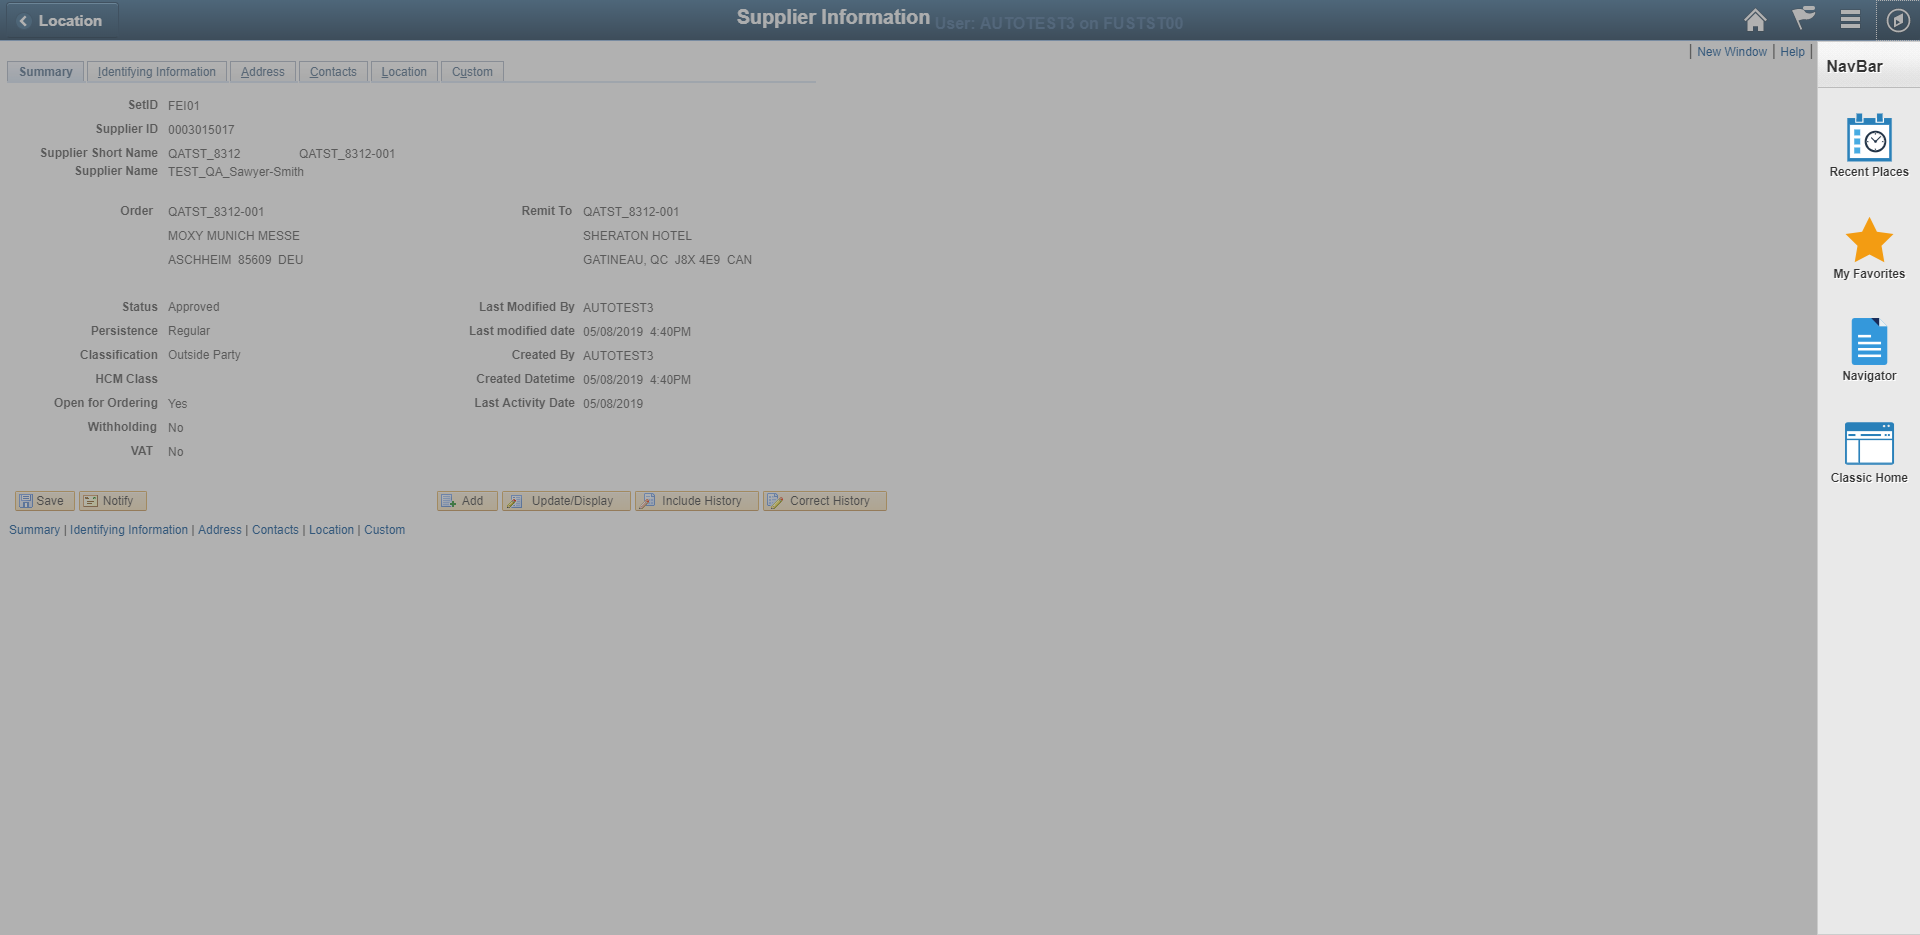 Location
Supplier Information User: AUTOTEST3 on FUSTST00
| New Window | Help |
NavBar
Summary Identifying Information Address Contacts Location Custom
SetID FEI01
Supplier ID 0003015017
Supplier Short Name QATST_8312 QATST_8312-001
Supplier Name TEST_QA_Sawyer-Smith
Order QATST_8312-001 Remit To QATST_8312-001
MOXY MUNICH MESSE SHERATON HOTEL
ASCHHEIM 85609 DEU GATINEAU, QC J8X 4E9 CAN
Status Approved Last Modified By AUTOTEST3
Persistence Regular Last modified date 05/08/2019 4:40PM
Classification Outside Party Created By AUTOTEST3
HCM Class Created Datetime 05/08/2019 4:40PM
Open for Ordering Yes Last Activity Date 05/08/2019
Withholding No
VAT No
Save Notify Add Update/Display Include History Correct History
Summary | Identifying Information | Address | Contacts | Location | Custom
Recent Places
My Favorites
Navigator
Classic Home